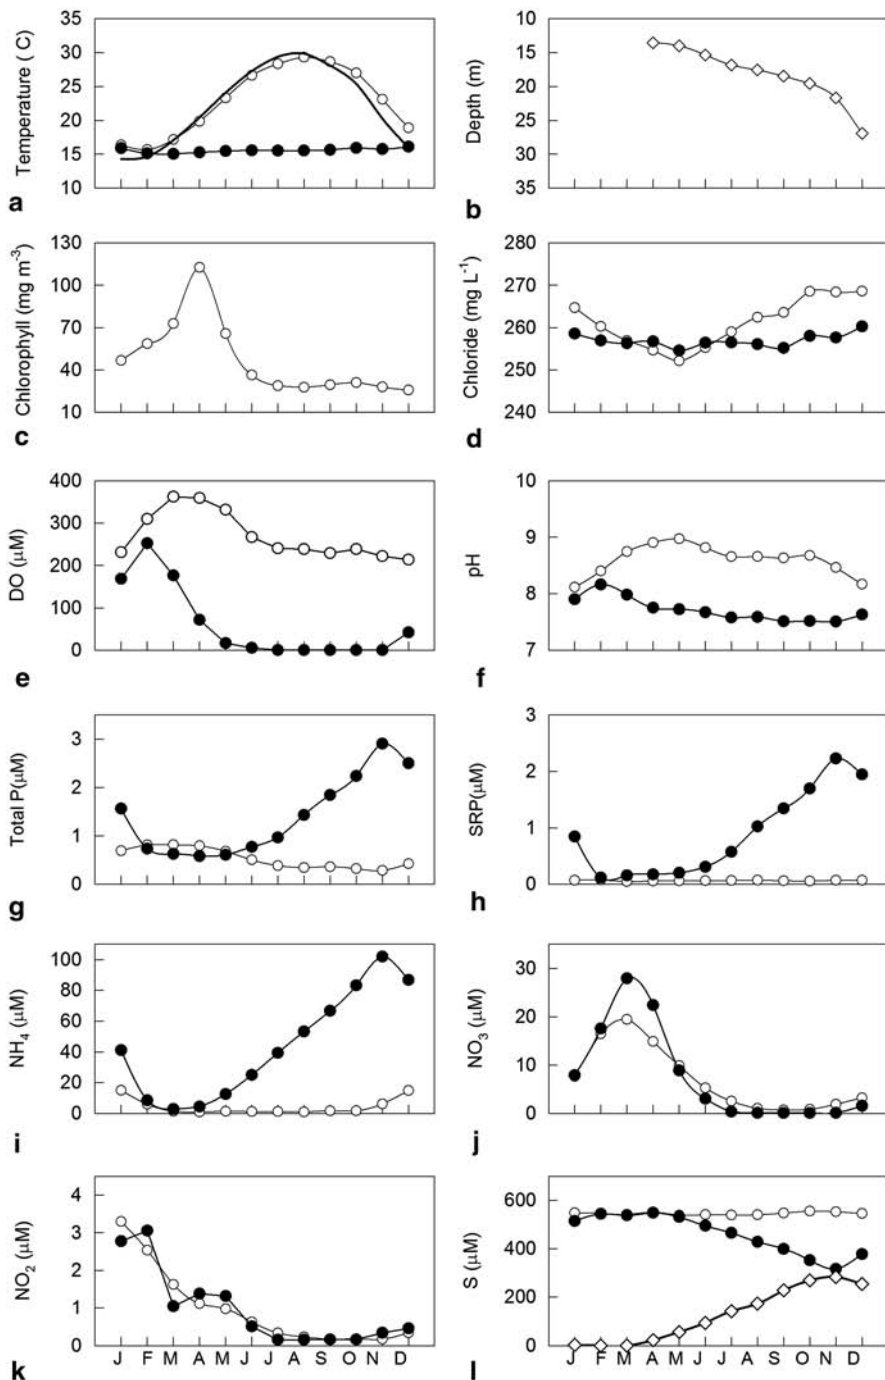 35
30
25
20
15
10
Temperature ( C)
a
10
15
20
25
30
35
Depth (m)
b
130
100
70
40
10
Chlorophyll (mg m-3)
c
280
270
260
250
240
Chloride (mg L-1)
d
400
300
200
100
0
DO (µM)
e
10
9
8
7
pH
f
3
2
1
0
Total P(µM)
g
3
2
1
0
SRP(µM)
h
100
80
60
40
20
0
NH4 (µM)
i
30
20
10
0
NO3 (µM)
j
4
3
2
1
0
NO2 (µM)
J F M A M J J A S O N D
k
600
400
200
0
S (µM)
J F M A M J J A S O N D
l